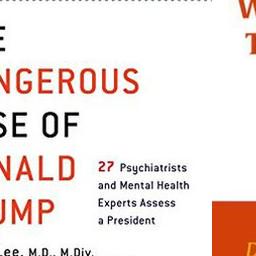 E
NGEROUS
SE OF
NALD
UMP
27 Psychiatrists
and Mental Health
Experts Assess
a President
Lee, M.D., M.Div.
W
T
D